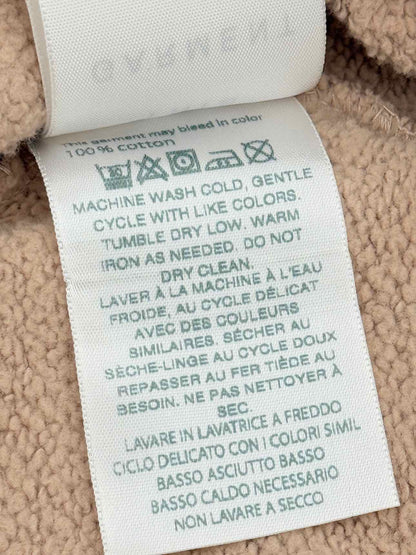 GARMENT
This garment may bleed in color
100% cotton
MACHINE WASH COLD, GENTLE
CYCLE WITH LIKE COLORS.
TUMBLE DRY LOW. WARM
IRON AS NEEDED. DO NOT
DRY CLEAN.
LAVER À LA MACHINE À L'EAU
FROIDE, AU CYCLE DÉLICAT
AVEC DES COULEURS
SIMILAIRES. SÉCHER AU
SÈCHE-LINGE AU CYCLE DOUX
REPASSER AU FER TIÈDE AU
BESOIN. NE PAS NETTOYER À
SEC.
LAVARE IN LAVATRICE A FREDDO
CICLO DELICATO CON I COLORI SIMIL
BASSO ASCIUTTO BASSO
BASSO CALDO NECESSARIO
NON LAVARE A SECCO